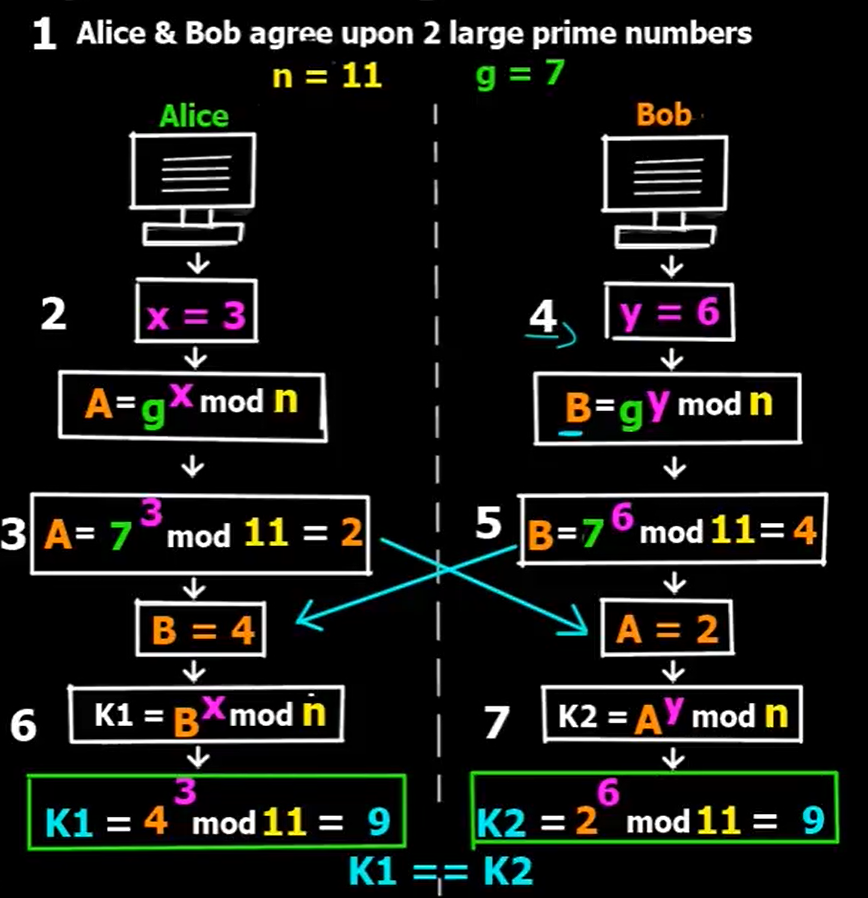 1 Alice & Bob agree upon 2 large prime numbers
n = 11 g = 7
Alice
Bob
2
x = 3
4
y = 6
A=g^x mod n
B=g^y mod n
3 A= 7^3 mod 11 = 2
5 B=7^6 mod 11= 4
B = 4
A = 2
6 K1 = B^x mod n
7 K2 = A^y mod n
K1 = 4^3 mod 11 = 9
K2 = 2^6 mod 11 = 9
K1 == K2